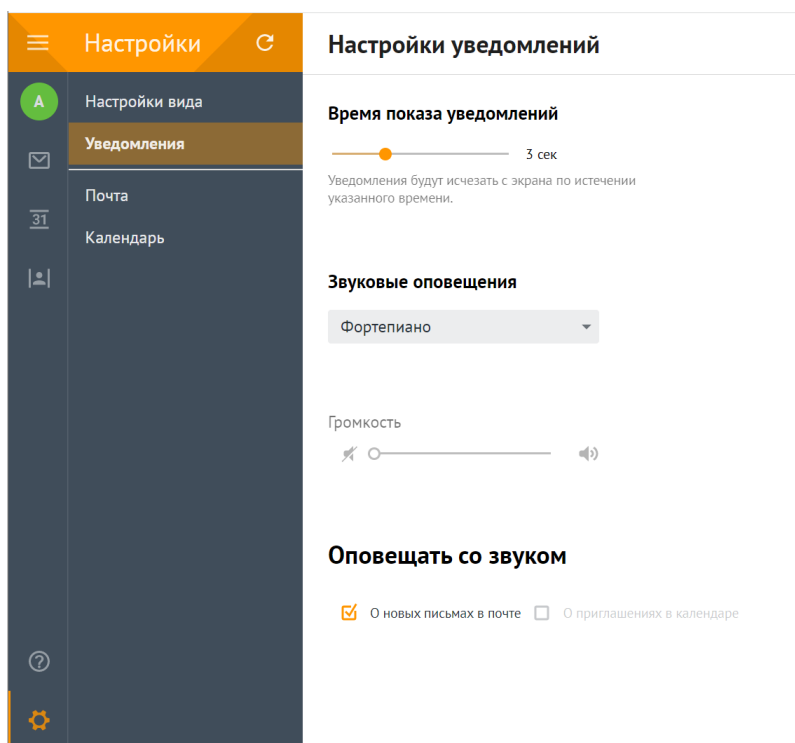 Настройки
Настройки уведомлений
А
Настройки вида
Уведомления
Почта
31
Календарь
Время показа уведомлений
3 сек
Уведомления будут исчезать с экрана по истечении
указанного времени.
Звуковые оповещения
Фортепиано
Громкость
Оповещать со звуком
О новых письмах в почте
О приглашениях в календаре
?